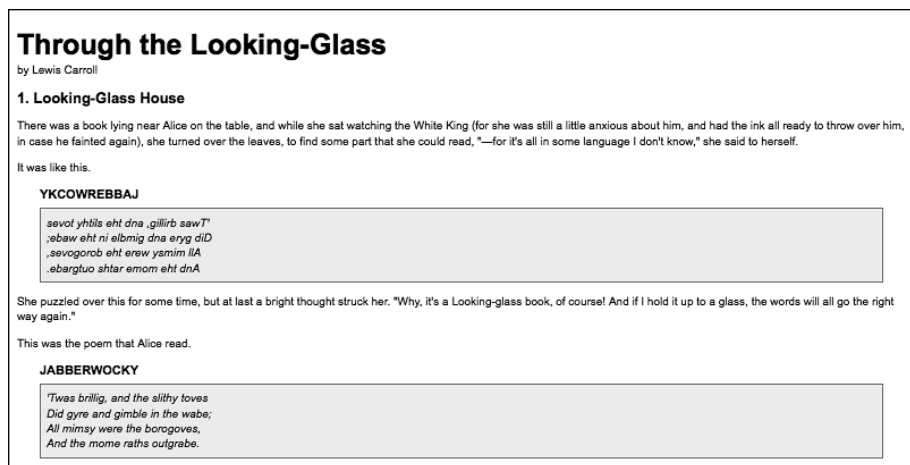 Through the Looking-Glass
by Lewis Carroll
1. Looking-Glass House
There was a book lying near Alice on the table, and while she sat watching the White King (for she was still a little anxious about him, and had the ink all ready to throw over him,
in case he fainted again), she turned over the leaves, to find some part that she could read, "—for it's all in some language I don't know," she said to herself.
It was like this.
YKCOWREBBAJ
sevot yhtils eht dna ,gillirb sawT'
;ebaw eht ni elbmig dna eryg diD
,sevogorob eht erew ysmim llA
.ebargtuo shtar emom eht dnA
She puzzled over this for some time, but at last a bright thought struck her. "Why, it's a Looking-glass book, of course! And if I hold it up to a glass, the words will all go the right
way again."
This was the poem that Alice read.
JABBERWOCKY
'Twas brillig, and the slithy toves
Did gyre and gimble in the wabe;
All mimsy were the borogoves,
And the mome raths outgrabe.